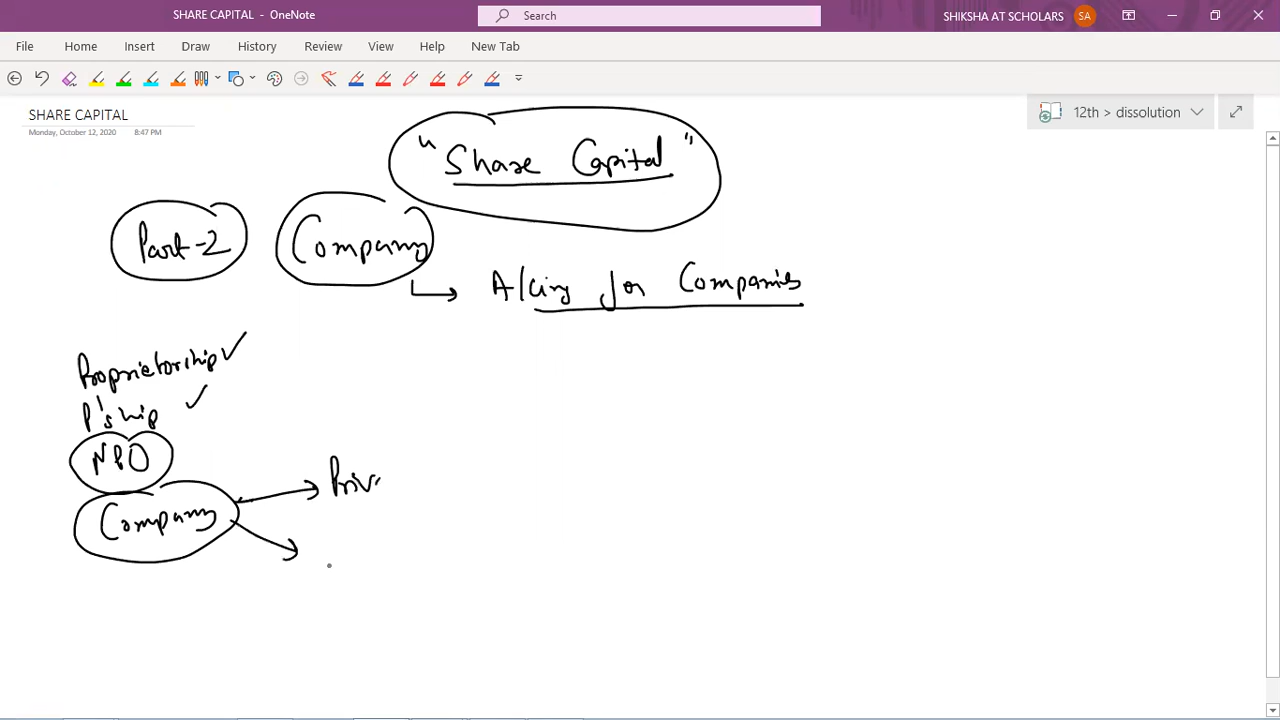 SHARE CAPITAL - OneNote
Search
SHIKSHA AT SCHOLARS
SA
File Home Insert Draw History Review View Help New Tab
SHARE CAPITAL
Monday, October 12, 2020 8:47 PM
12th > dissolution
"Share Capital"
Part-2 Company
A/cing for Companies
Proprietorship
P'ship
NPO
Company
Priv